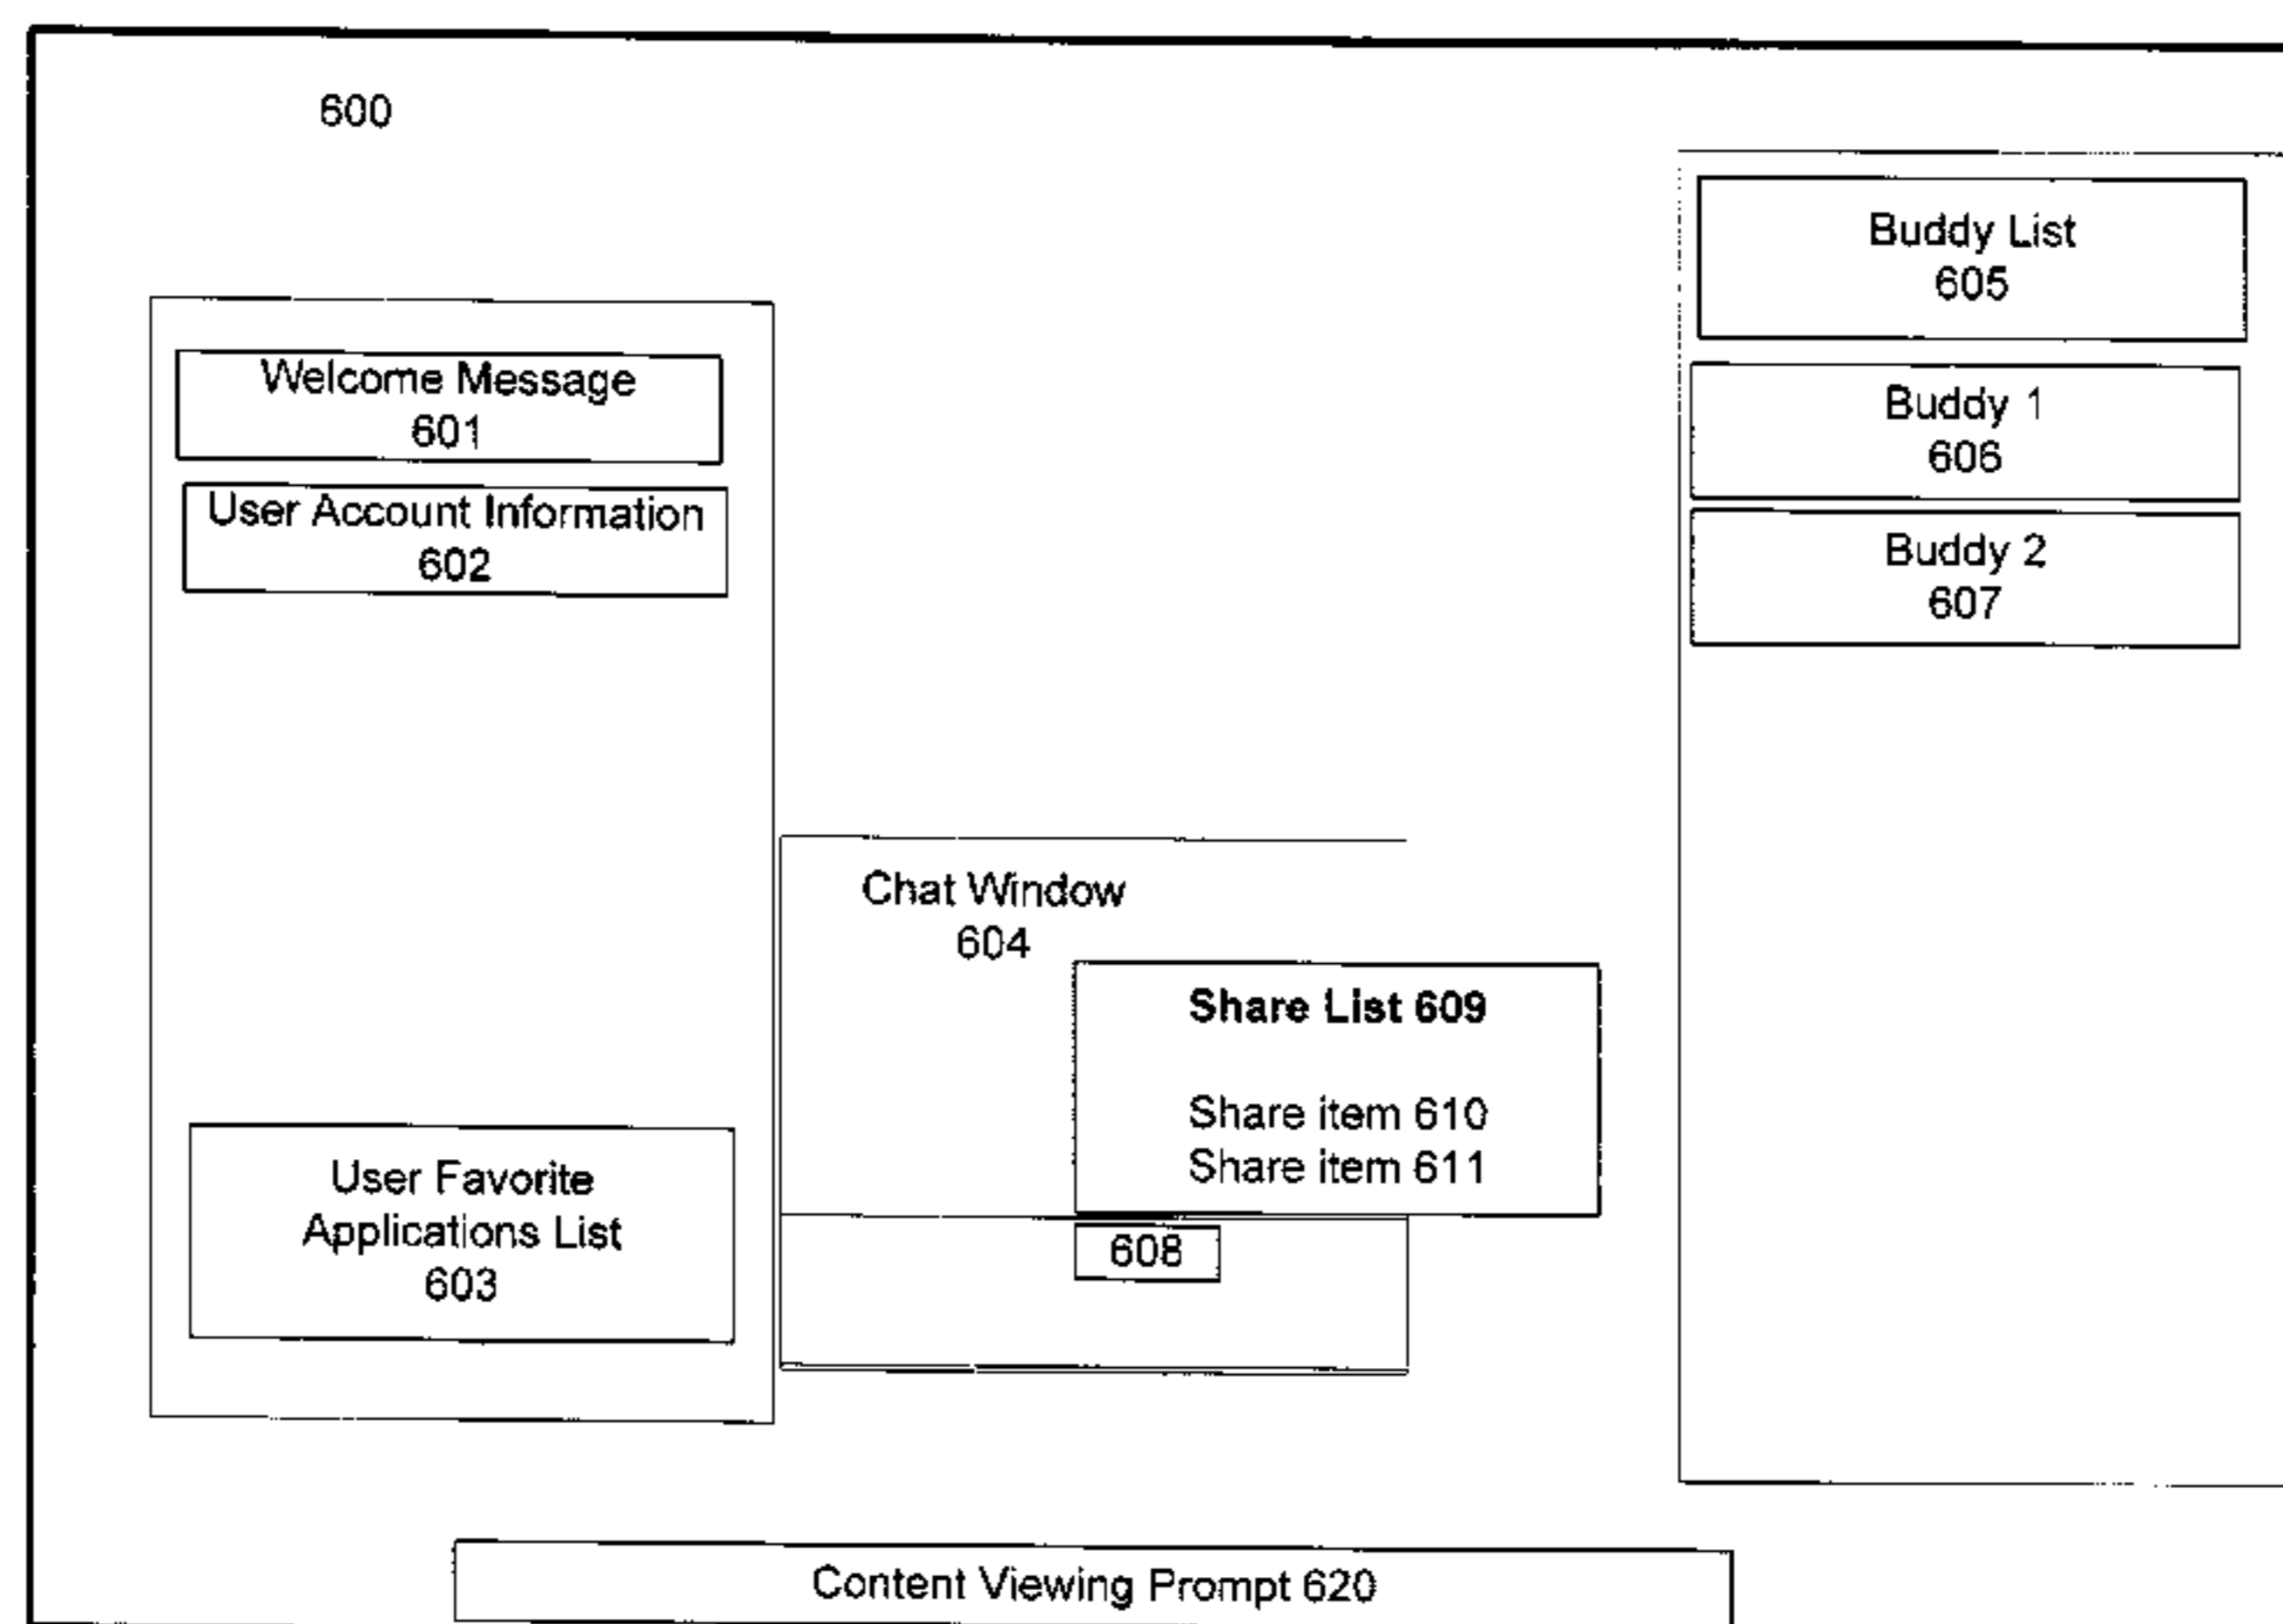 600
Welcome Message
601
User Account Information
602
User Favorite
Applications List
603
Chat Window
604
Share List 609
Share item 610
Share item 611
608
Buddy List
605
Buddy 1
606
Buddy 2
607
Content Viewing Prompt 620